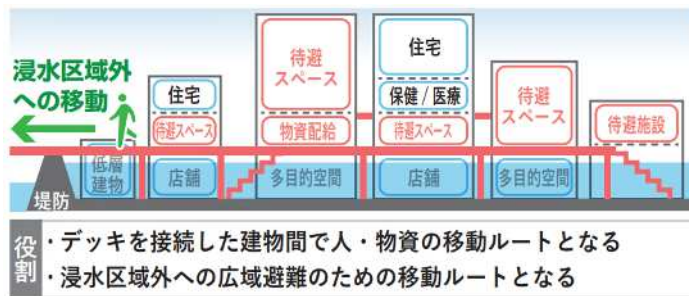 浸水区域外
への移動
堤防
低層
建物
住宅
待避スペース
店舗
待避
スペース
物資配給
多目的空間
住宅
保健/医療
待避スペース
店舗
待避
スペース
多目的空間
待避施設
役割
・デッキを接続した建物間で人・物資の移動ルートとなる
・浸水区域外への広域避難のための移動ルートとなる